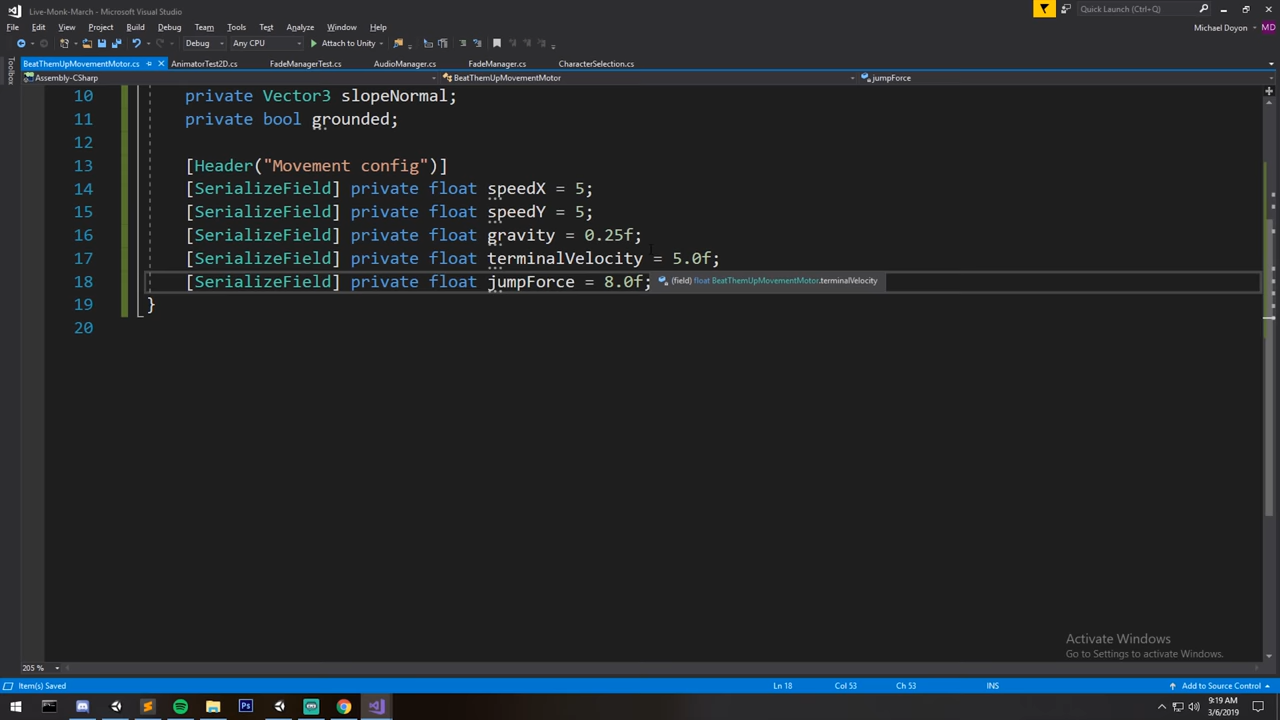 Live-Monk-March - Microsoft Visual Studio
Quick Launch (Ctrl+Q)
File Edit View Project Build Debug Team Tools Test Analyze Window Help
Michael Doyon MD
Debug Any CPU Attach to Unity
BeatThemUpMovementMotor.cs AnimatorTest2D.cs FadeManagerTest.cs AudioManager.cs FadeManager.cs CharacterSelection.cs
Toolbox
Assembly-CSharp BeatThemUpMovementMotor jumpForce
10 private Vector3 slopeNormal;
11 private bool grounded;
12
13 [Header("Movement config")]
14 [SerializeField] private float speedX = 5;
15 [SerializeField] private float speedY = 5;
16 [SerializeField] private float gravity = 0.25f;
17 [SerializeField] private float terminalVelocity = 5.0f;
18 [SerializeField] private float jumpForce = 8.0f;
(field) float BeatThemUpMovementMotor.terminalVelocity
19 }
20
Activate Windows
Go to Settings to activate Windows.
205 %
Item(s) Saved Ln 18 Col 53 Ch 53 INS Add to Source Control
9:19 AM
3/6/2019